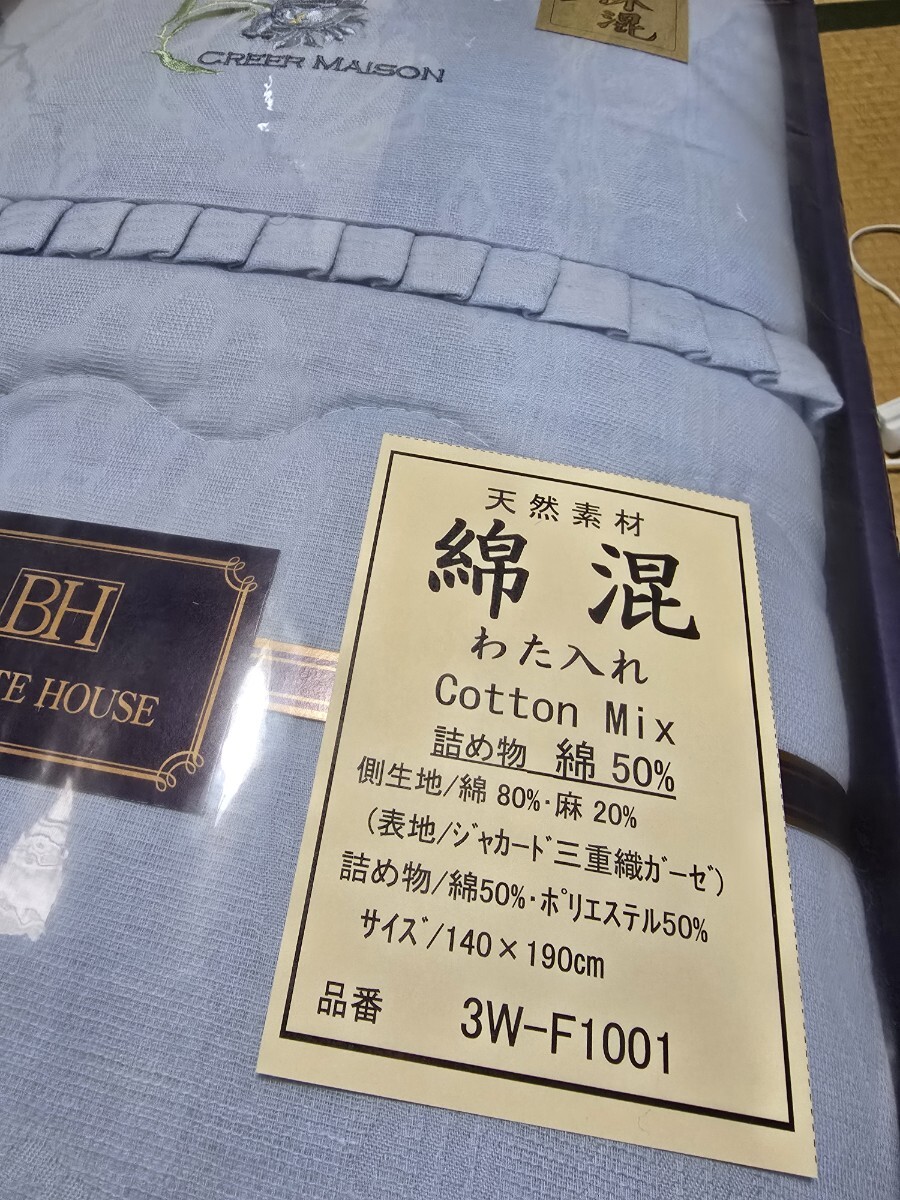 混
CREER MAISON
天然素材
綿 混
わた入れ
Cotton Mix
詰め物 綿 50%
側生地/綿 80%・麻 20%
(表地/ジャカード三重織ガーゼ)
詰め物/綿50%・ポリエステル50%
サイズ/140×190cm
品番 3W-F1001
BH
TE HOUSE